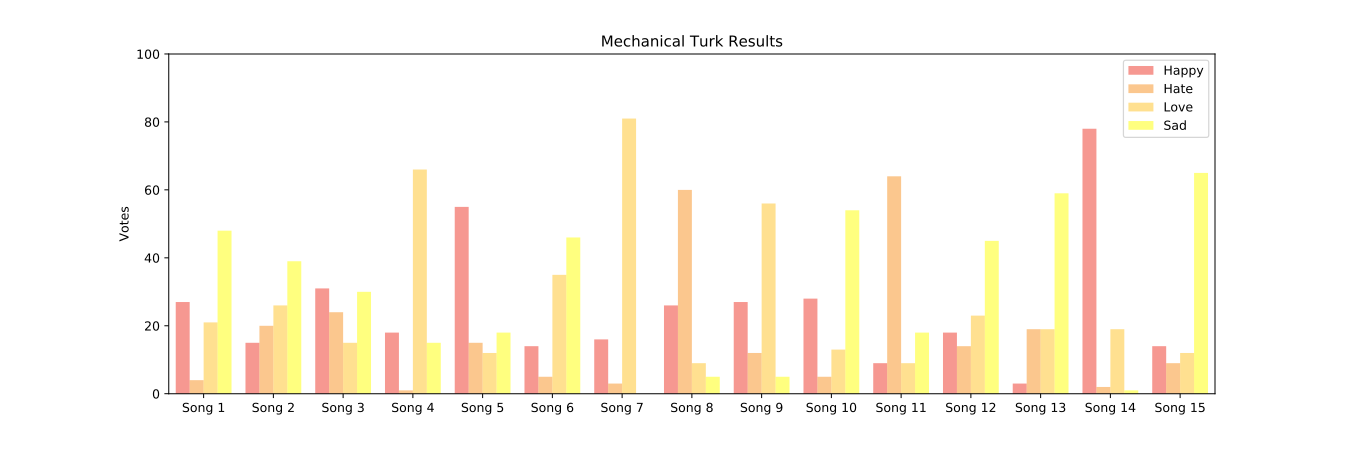 Mechanical Turk Results
100
80
60
40
20
0
Votes
Happy
Hate
Love
Sad
Song 1 Song 2 Song 3 Song 4 Song 5 Song 6 Song 7 Song 8 Song 9 Song 10 Song 11 Song 12 Song 13 Song 14 Song 15